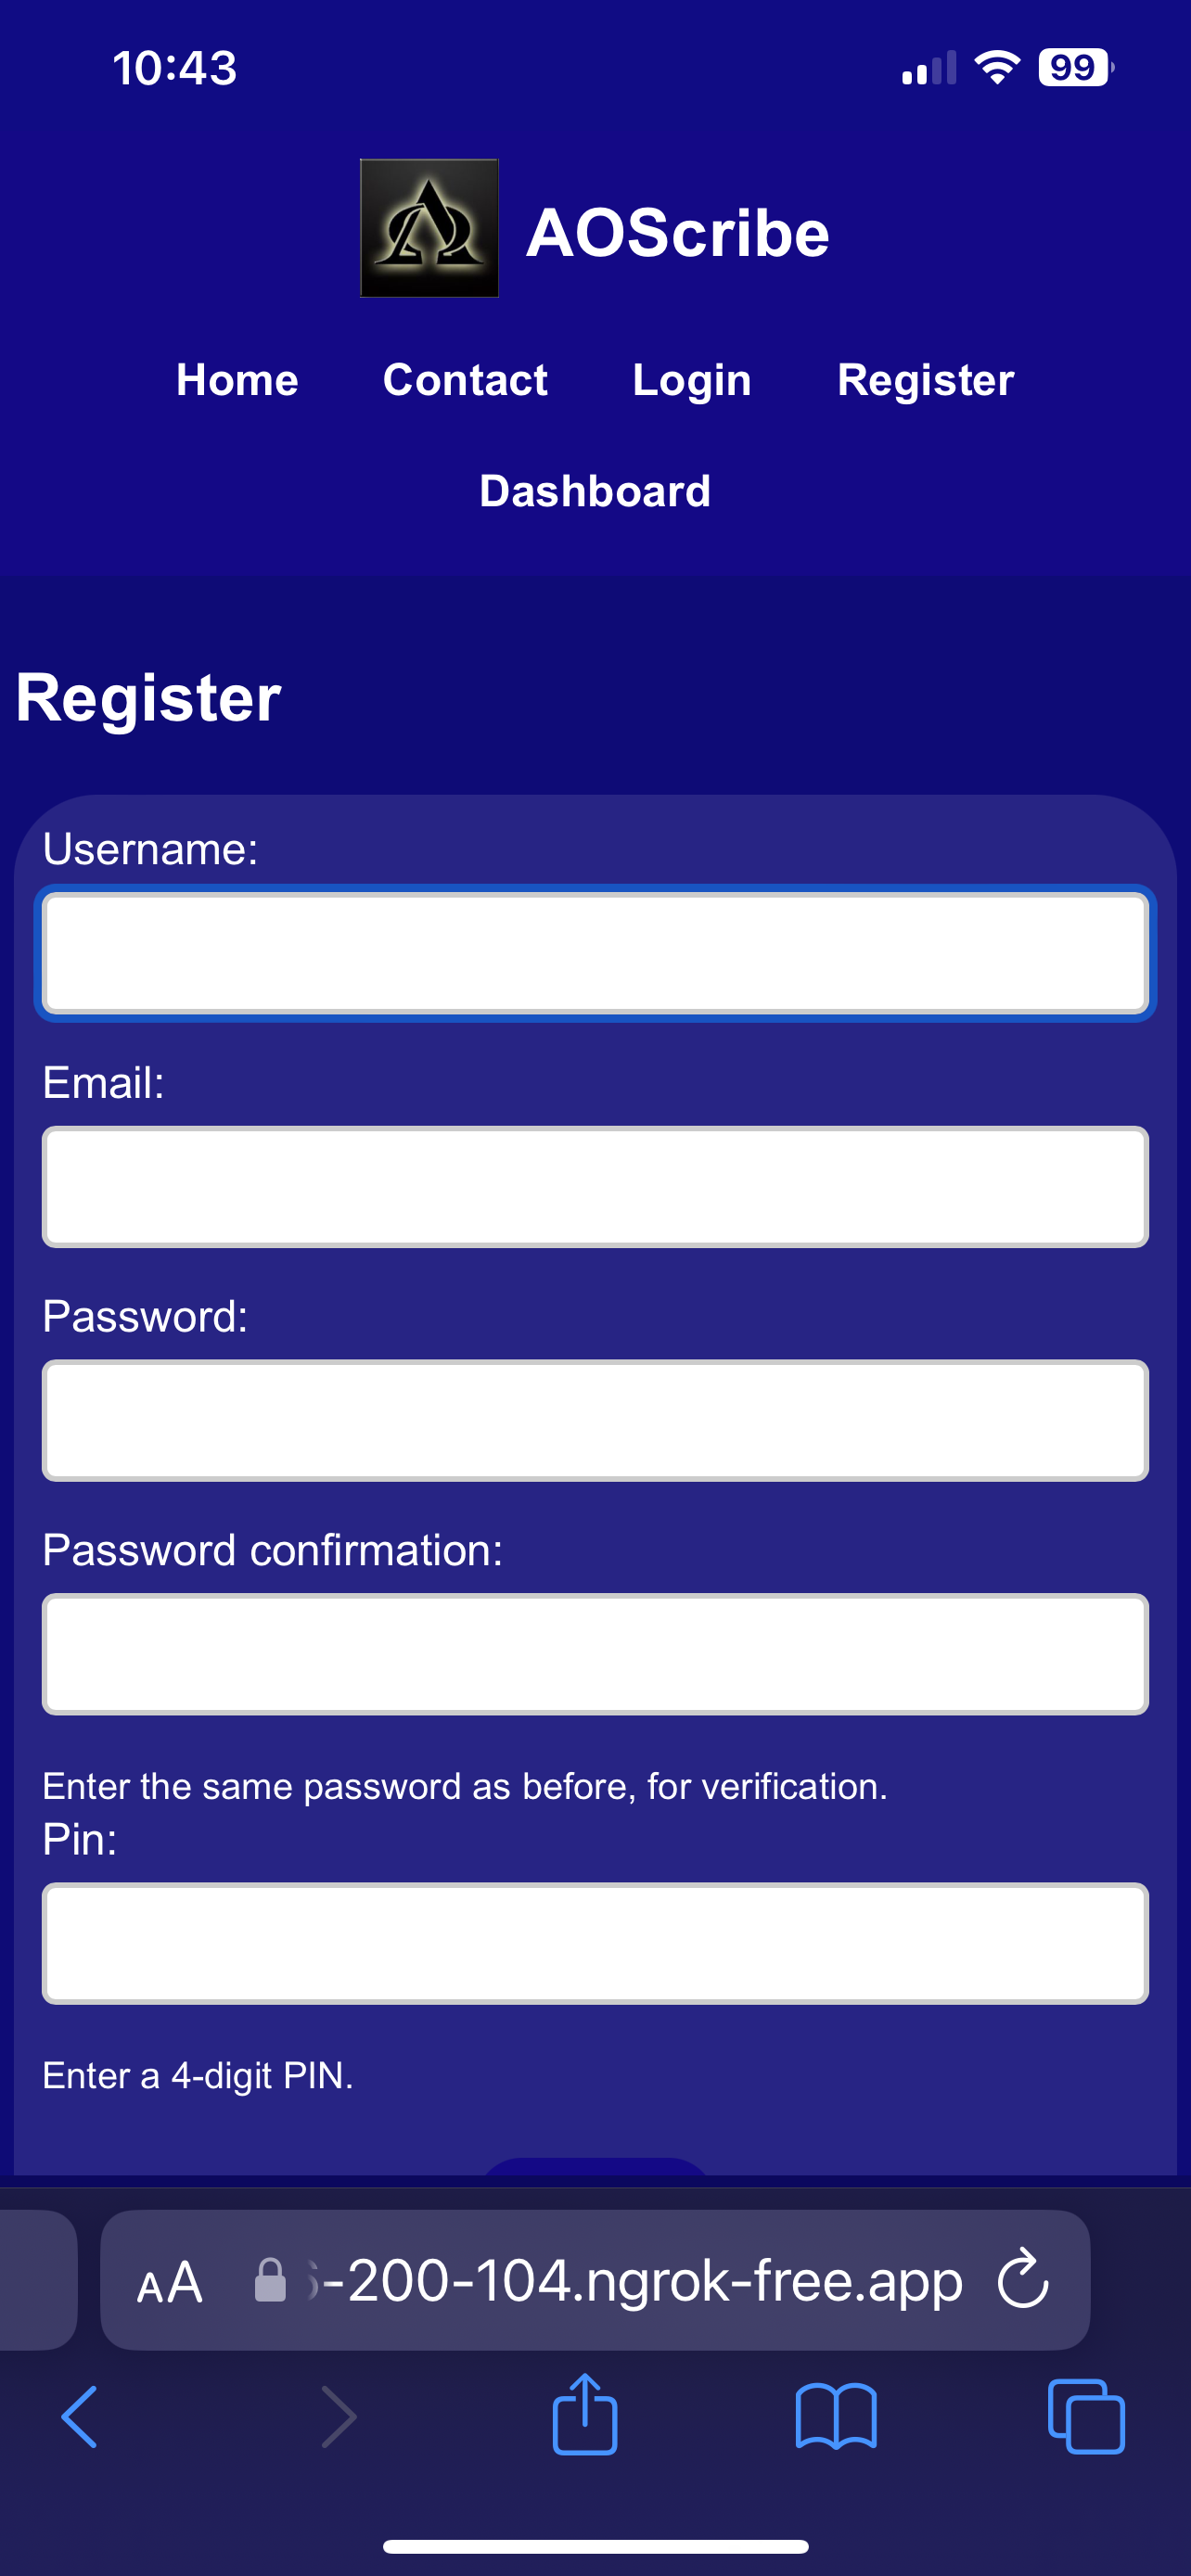 10:43
99
AOScribe
Home Contact Login Register
Dashboard
Register
Username:
Email:
Password:
Password confirmation:
Enter the same password as before, for verification.
Pin:
Enter a 4-digit PIN.
AA -200-104.ngrok-free.app